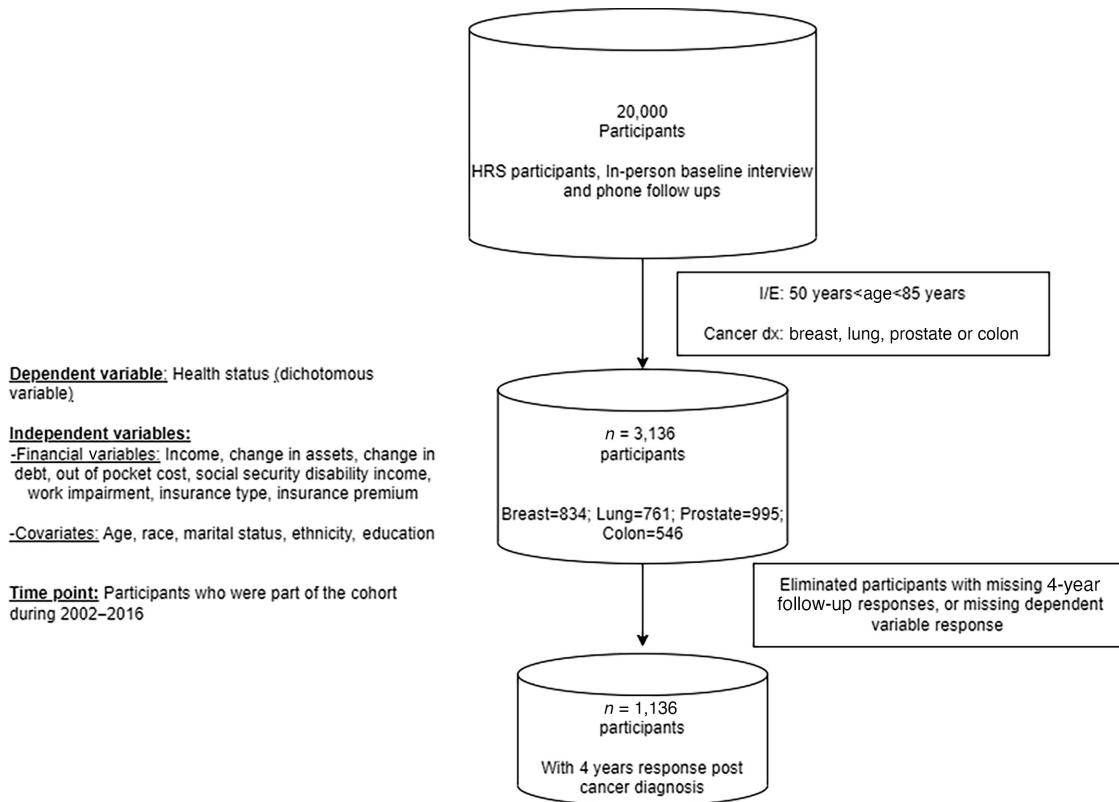 20,000
Participants
HRS participants, In-person baseline interview
and phone follow ups
I/E: 50 years<age<85 years
Cancer dx: breast, lung, prostate or colon
Dependent variable: Health status (dichotomous
variable)
Independent variables:
-Financial variables: Income, change in assets, change in
debt, out of pocket cost, social security disability income,
work impairment, insurance type, insurance premium
-Covariates: Age, race, marital status, ethnicity, education
Time point: Participants who were part of the cohort
during 2002–2016
n = 3,136
participants
Breast=834; Lung=761; Prostate=995;
Colon=546
Eliminated participants with missing 4-year
follow-up responses, or missing dependent
variable response
n = 1,136
participants
With 4 years response post
cancer diagnosis